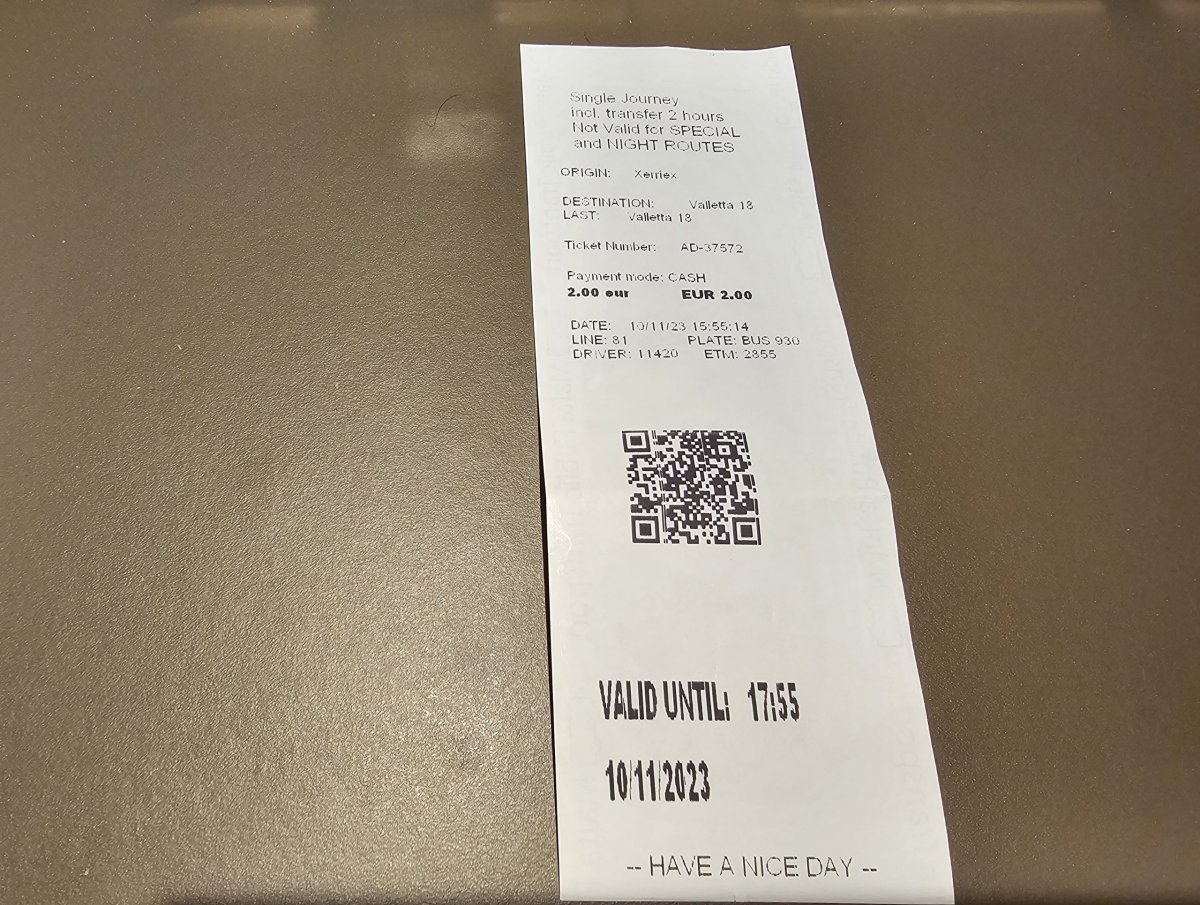 Single Journey
incl. transfer 2 hours
Not Valid for SPECIAL
and NIGHT ROUTES
ORIGIN: Xerriex
DESTINATION: Valletta 18
LAST: Valletta 18
Ticket Number: AD-37572
Payment mode: CASH
2.00 eur EUR 2.00
DATE: 10/11/23 15:55:14
LINE: 81 PLATE: BUS 930
DRIVER: 11420 ETM: 2855
VALID UNTIL: 17:55
10/11/2023
-- HAVE A NICE DAY --